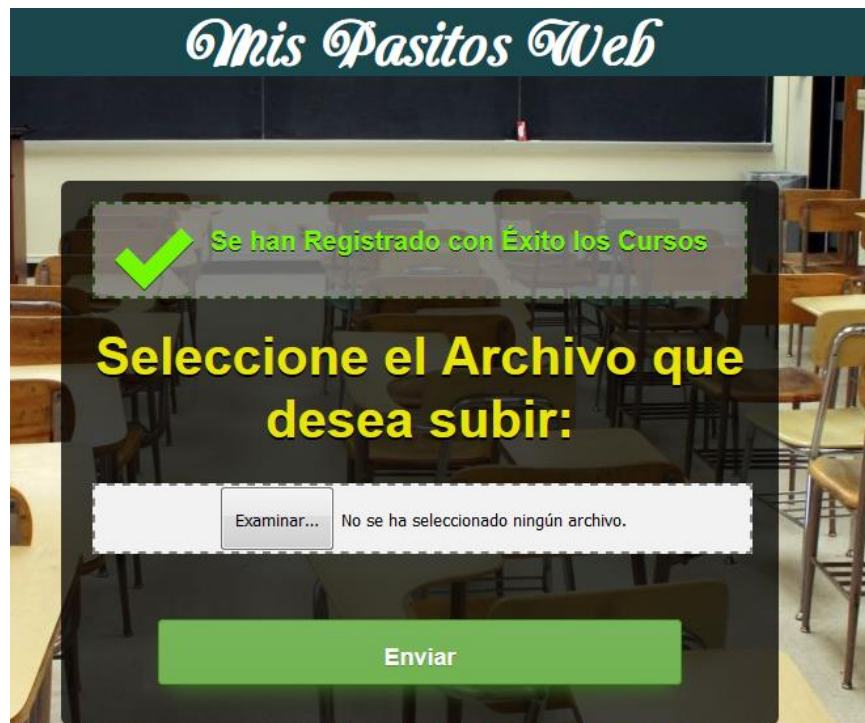 Mis Pasitos Web
Se han Registrado con Éxito los Cursos
Seleccione el Archivo que
desea subir:
Examinar... No se ha seleccionado ningún archivo.
Enviar